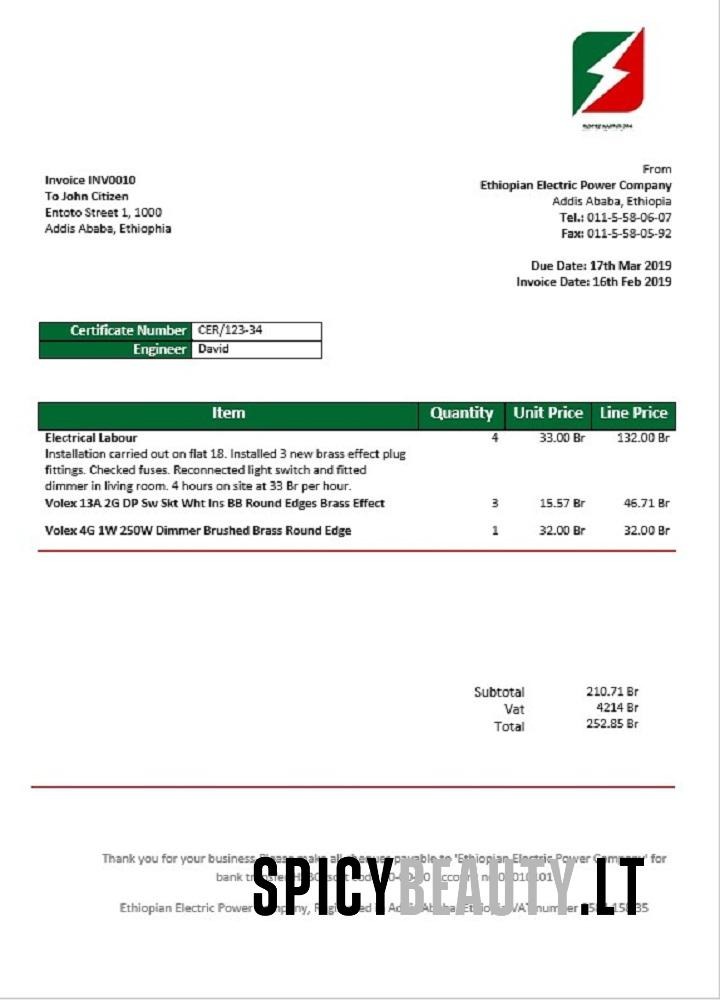 Invoice INV0010
To John Citizen
Entoto Street 1, 1000
Addis Ababa, Ethiophia
From
Ethiopian Electric Power Company
Addis Ababa, Ethiopia
Tel.: 011-5-58-06-07
Fax: 011-5-58-05-92
Due Date: 17th Mar 2019
Invoice Date: 16th Feb 2019
Certificate Number CER/123-34
Engineer David
Item Quantity Unit Price Line Price
Electrical Labour 4 33.00 Br 132.00 Br
Installation carried out on flat 18. Installed 3 new brass effect plug
fittings. Checked fuses. Reconnected light switch and fitted
dimmer in living room. 4 hours on site at 33 Br per hour.
Volex 13A 2G DP Sw Skt Wht Ins BB Round Edges Brass Effect 3 15.57 Br 46.71 Br
Volex 4G 1W 250W Dimmer Brushed Brass Round Edge 1 32.00 Br 32.00 Br
Subtotal 210.71 Br
Vat 4214 Br
Total 252.85 Br
Thank you for your business. Please make all cheques payable to 'Ethiopian Electric Power Company' for
bank
SPICYBEAUTY.LT
Ethiopian Electric Power Company, Registered in Addis Ababa, Ethiopia VAT number